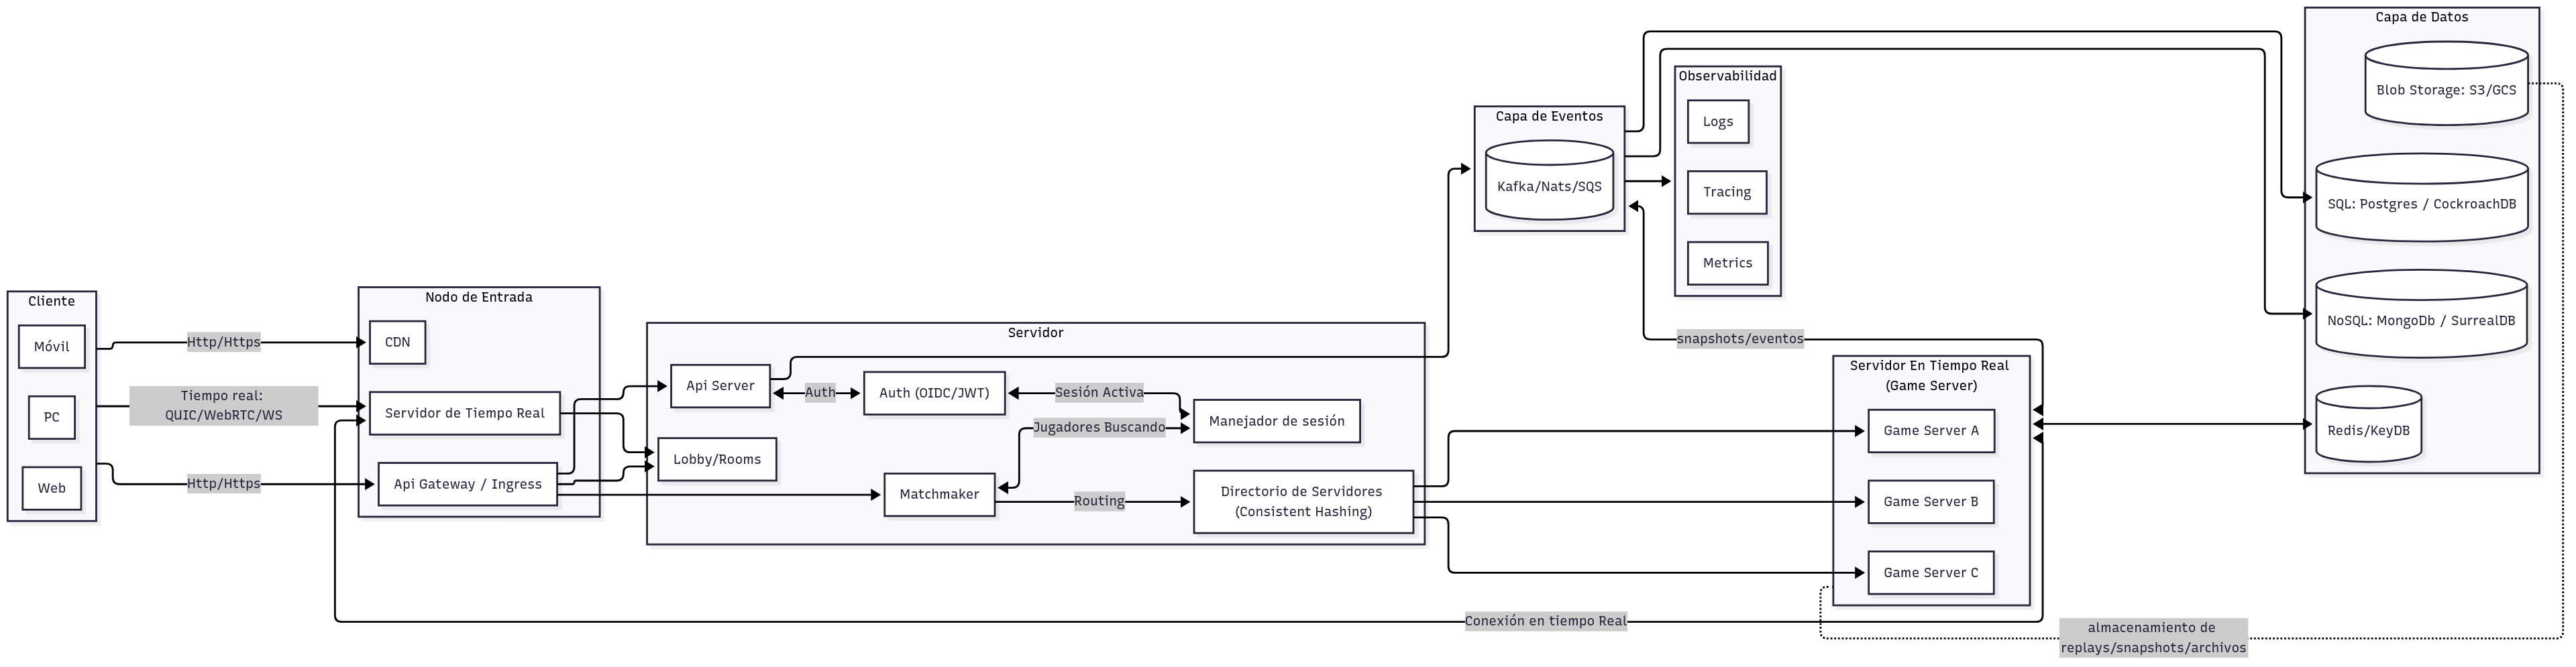 Cliente
Móvil
PC
Web
Http/Https
Tiempo real:
QUIC/WebRTC/WS
Http/Https
Nodo de Entrada
CDN
Servidor de Tiempo Real
Api Gateway / Ingress
Servidor
Api Server
Auth
Auth (OIDC/JWT)
Sesión Activa
Manejador de sesión
Jugadores Buscando
Lobby/Rooms
Matchmaker
Routing
Directorio de Servidores
(Consistent Hashing)
Capa de Eventos
Kafka/Nats/SQS
Observabilidad
Logs
Tracing
Metrics
snapshots/eventos
Servidor En Tiempo Real
(Game Server)
Game Server A
Game Server B
Game Server C
Conexión en tiempo Real
almacenamiento de
replays/snapshots/archivos
Capa de Datos
Blob Storage: S3/GCS
SQL: Postgres / CockroachDB
NoSQL: MongoDb / SurrealDB
Redis/KeyDB